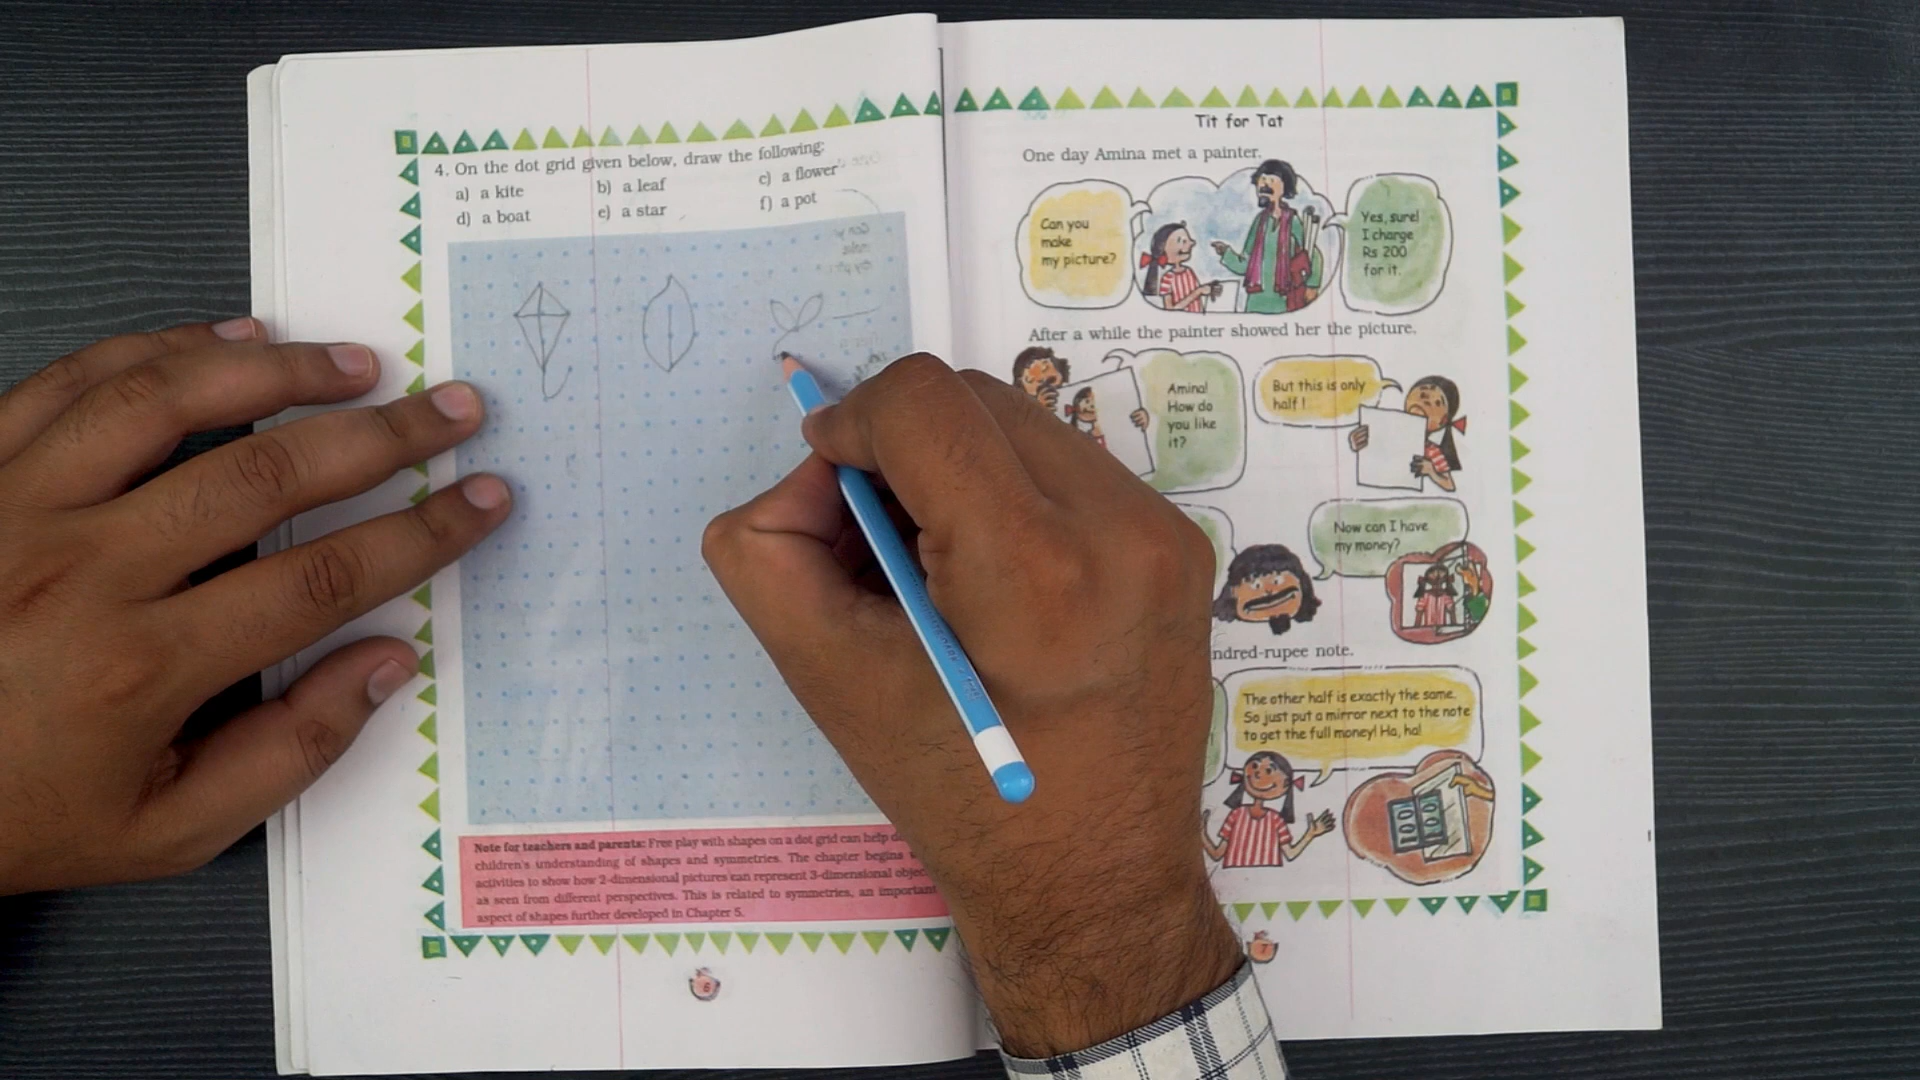 4. On the dot grid given below, draw the following:
a) a kite b) a leaf c) a flower
d) a boat e) a star f) a pot
Note for teachers and parents: Free play with shapes on a dot grid can help
children's understanding of shapes and symmetries. The chapter begins
activities to show how 2-dimensional pictures can represent 3-dimensional
as seen from different perspectives. This is related to symmetries, an important
aspect of shapes further developed in Chapter 5.
6
Tit for Tat
One day Amina met a painter.
Can you
make
my picture?
Yes, sure!
I charge
Rs 200
for it.
After a while the painter showed her the picture.
Amina!
How do
you like
it?
But this is only
half !
Now can I have
my money?
ndred-rupee note.
The other half is exactly the same.
So just put a mirror next to the note
to get the full money! Ha, ha!
100
7